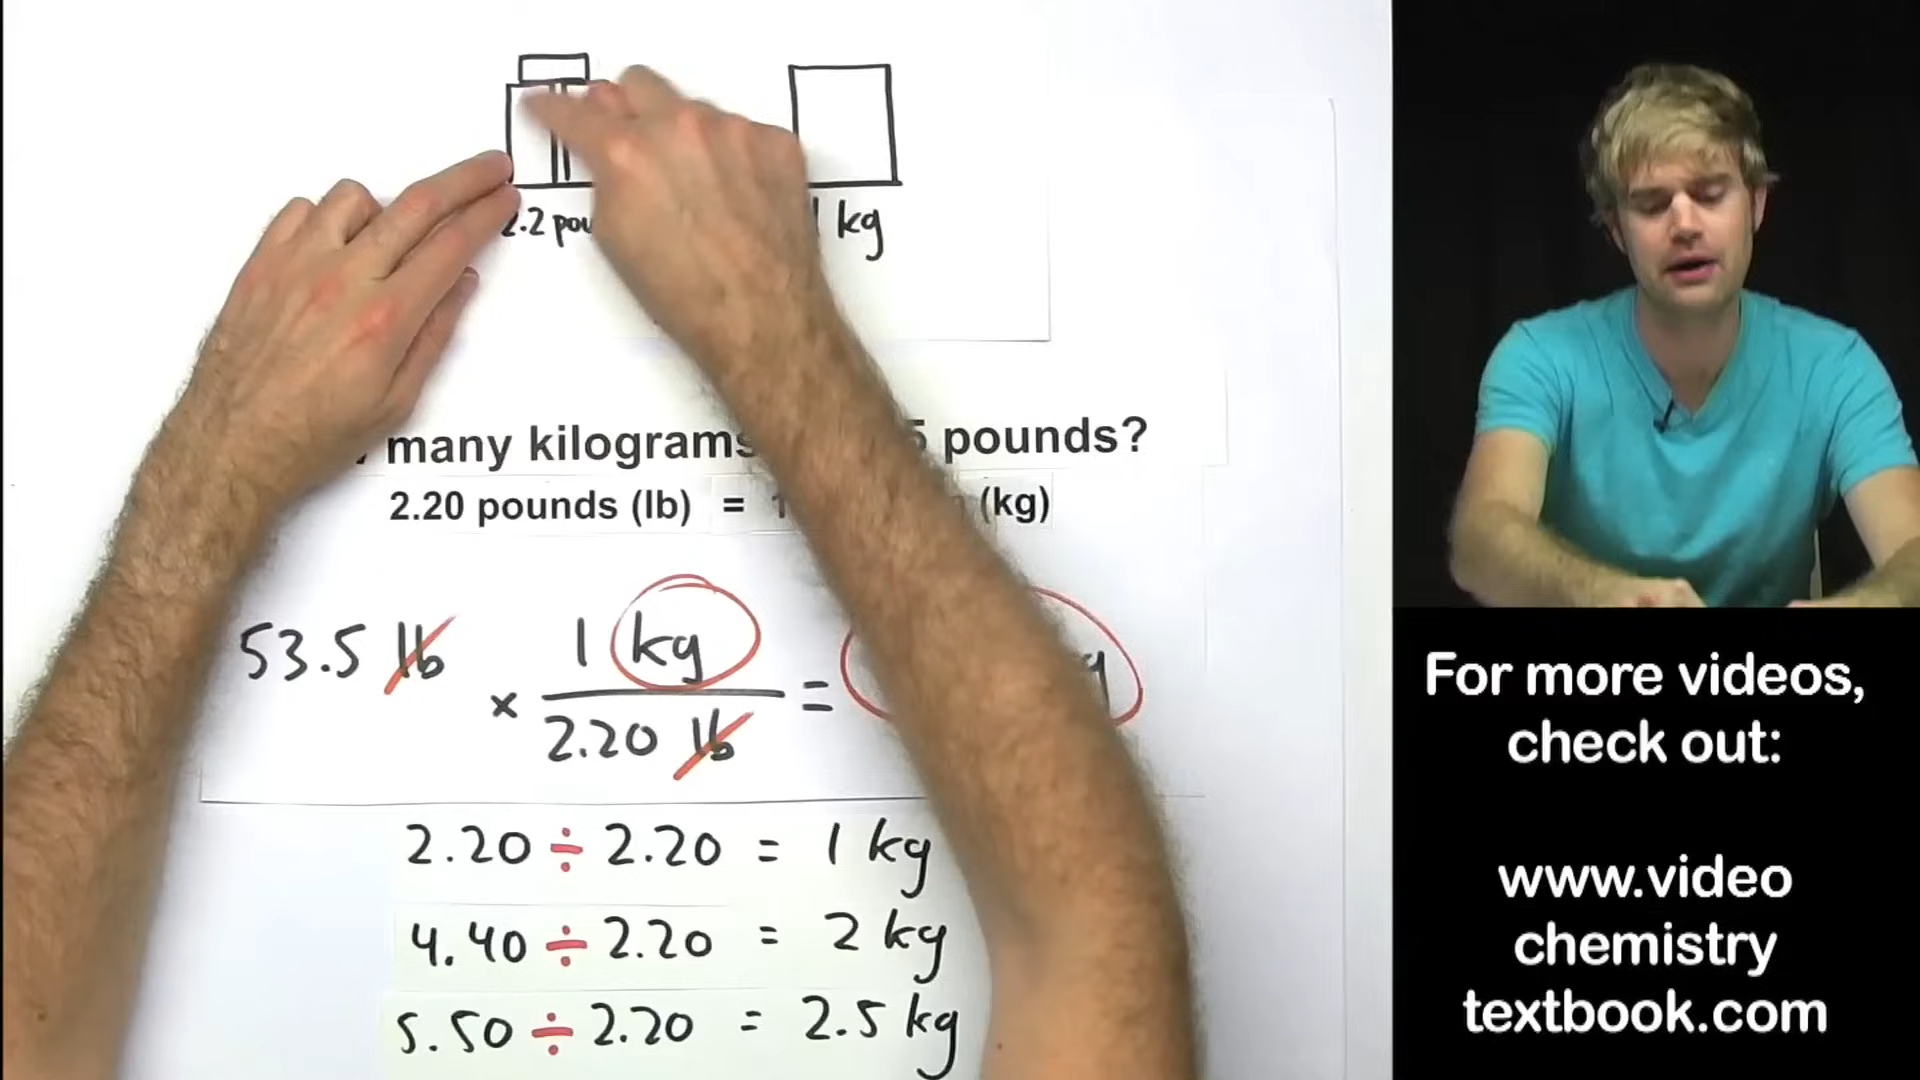 2.2 pou
1 kg
many kilograms 5 pounds?
2.20 pounds (lb) = 1 (kg)
53.5 lb × 1 kg / 2.20 lb =
2.20 ÷ 2.20 = 1 kg
4.40 ÷ 2.20 = 2 kg
5.50 ÷ 2.20 = 2.5 kg
For more videos,
check out:
www.video
chemistry
textbook.com